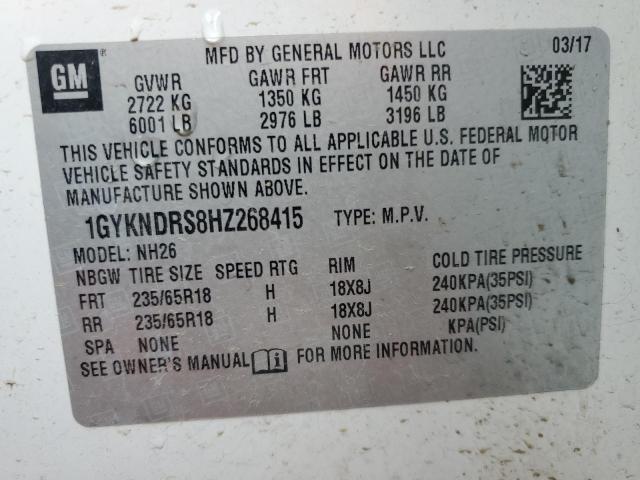 GM
MFD BY GENERAL MOTORS LLC 03/17
GVWR GAWR FRT GAWR RR
2722 KG 1350 KG 1450 KG
6001 LB 2976 LB 3196 LB
THIS VEHICLE CONFORMS TO ALL APPLICABLE U.S. FEDERAL MOTOR
VEHICLE SAFETY STANDARDS IN EFFECT ON THE DATE OF
MANUFACTURE SHOWN ABOVE.
1GYKNDRS8HZ268415 TYPE: M.P.V.
MODEL: NH26
NBGW TIRE SIZE SPEED RTG RIM COLD TIRE PRESSURE
FRT 235/65R18 H 18X8J 240KPA(35PSI)
RR 235/65R18 H 18X8J 240KPA(35PSI)
SPA NONE NONE KPA(PSI)
SEE OWNER'S MANUAL FOR MORE INFORMATION.